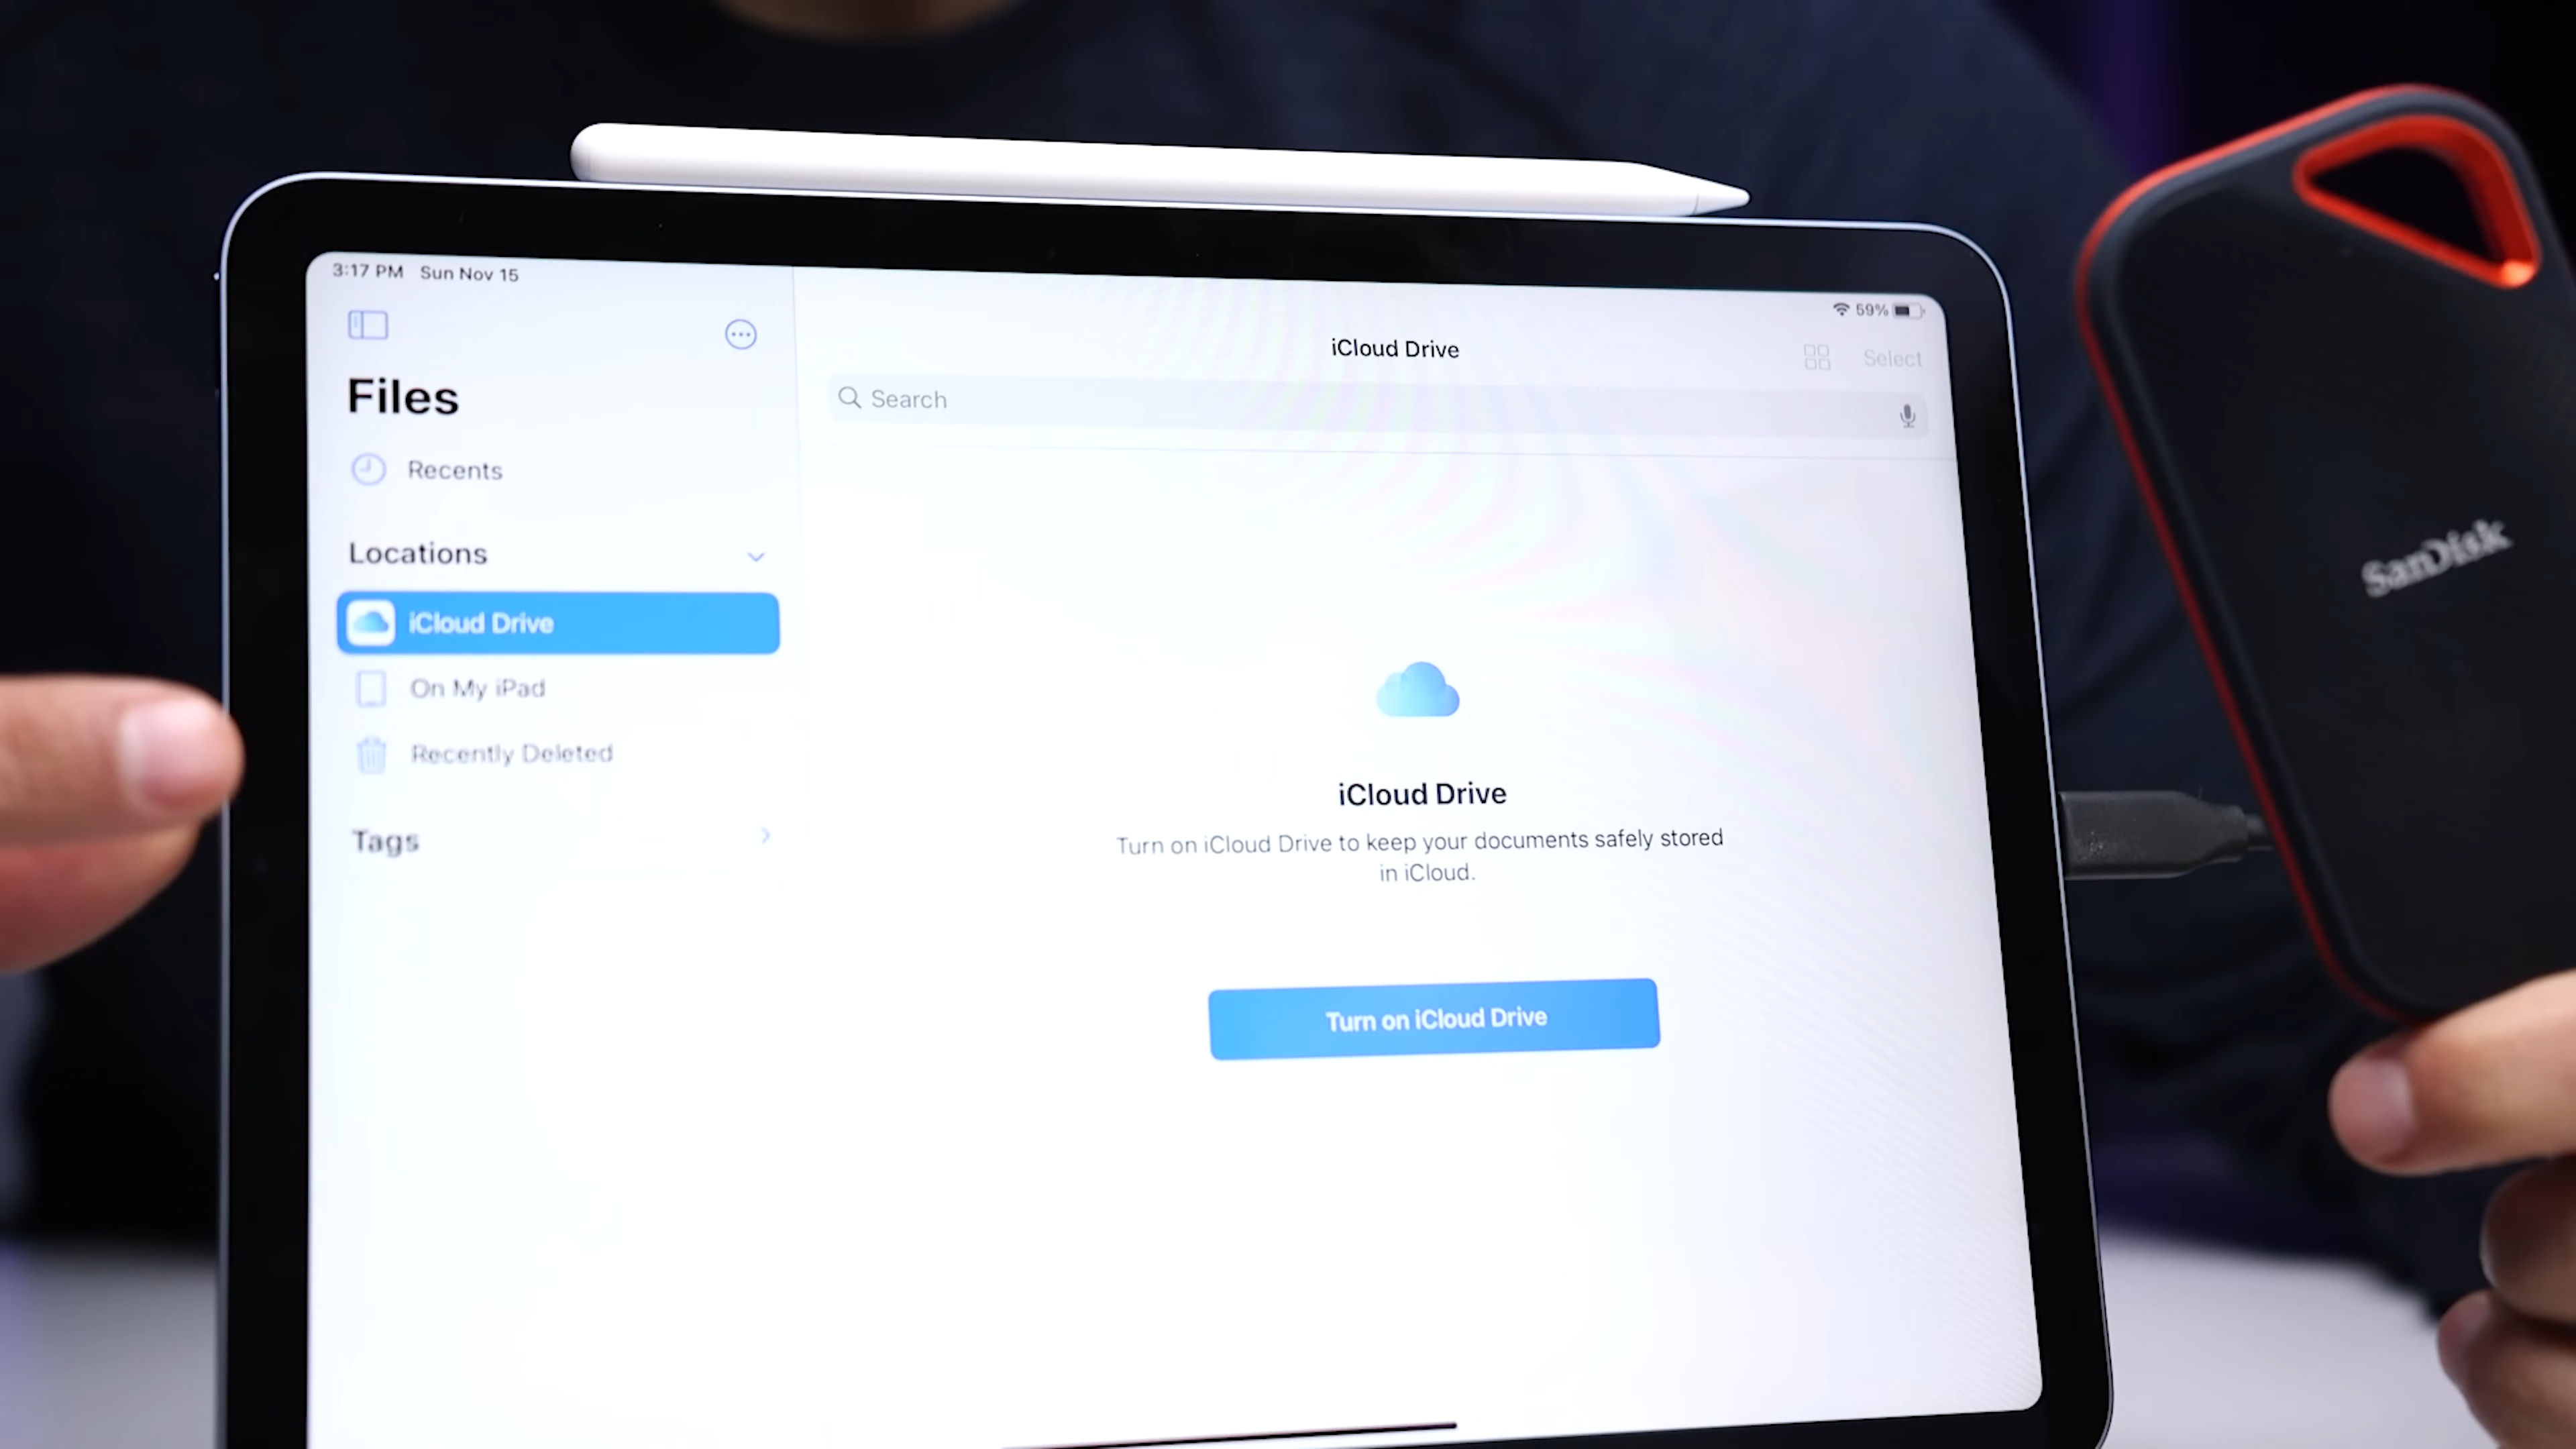 3:17 PM Sun Nov 15
59%
Files
Recents
Locations
iCloud Drive
On My iPad
Recently Deleted
Tags
iCloud Drive
Select
Search
iCloud Drive
Turn on iCloud Drive to keep your documents safely stored
in iCloud.
Turn on iCloud Drive
SanDisk